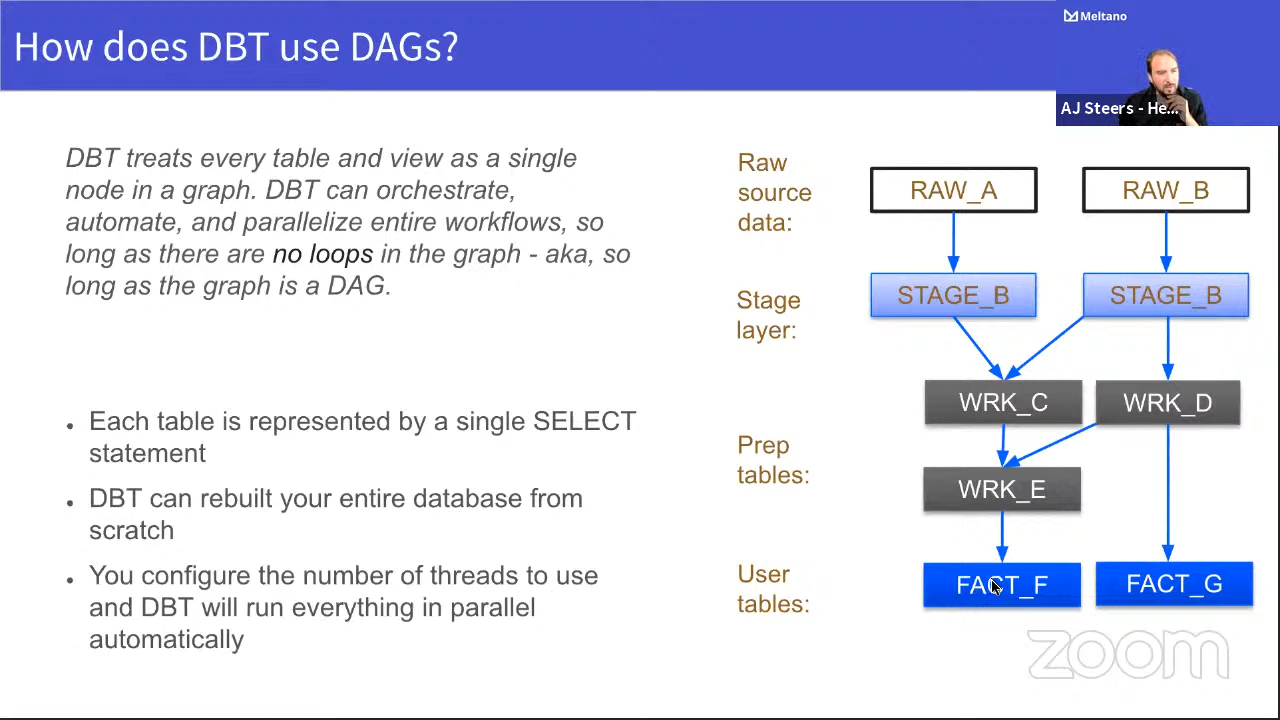 How does DBT use DAGs?
Meltano
AJ Steers - He...
DBT treats every table and view as a single
node in a graph. DBT can orchestrate,
automate, and parallelize entire workflows, so
long as there are no loops in the graph - aka, so
long as the graph is a DAG.
Each table is represented by a single SELECT
statement
DBT can rebuilt your entire database from
scratch
You configure the number of threads to use
and DBT will run everything in parallel
automatically
Raw
source
data:
RAW_A
RAW_B
Stage
layer:
STAGE_B
STAGE_B
WRK_C
WRK_D
Prep
tables:
WRK_E
User
tables:
FACT_F
FACT_G
zoom